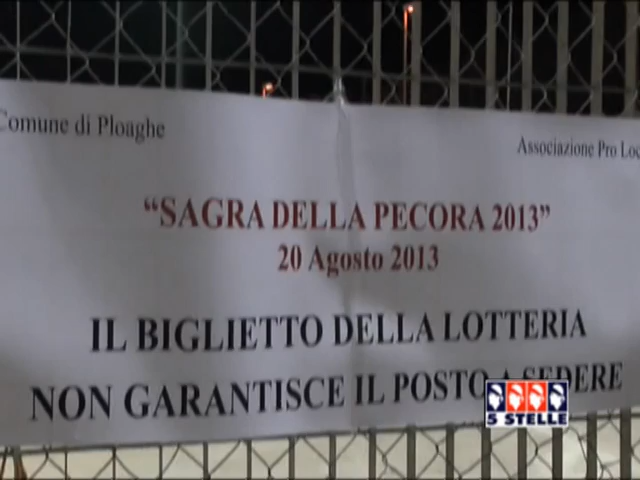 Comune di Ploaghe
Associazione Pro
"SAGRA DELLA PECORA 2013"
20 Agosto 2013
IL BIGLIETTO DELLA LOTTERIA
NON GARANTISCE IL POSTO A SEDERE
5 STELLE